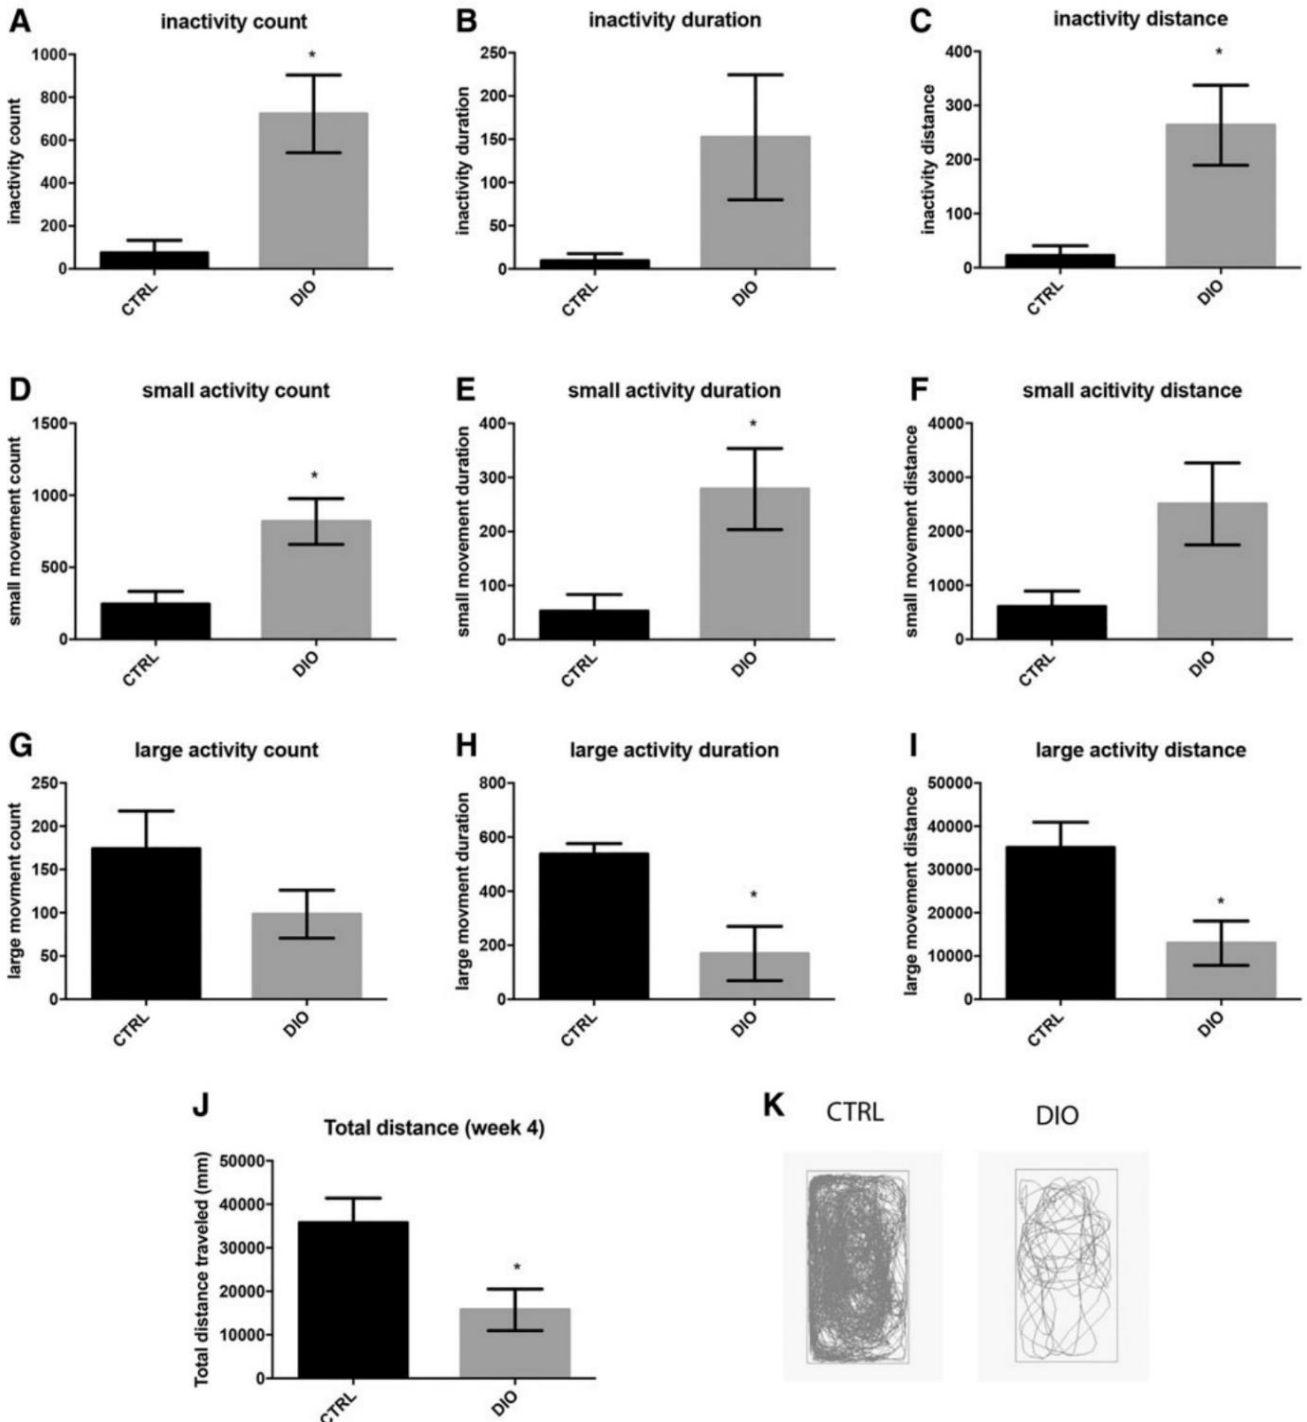 A inactivity count
inactivity count
1000
*
800
600
400
200
0
CTRL
DIO
B inactivity duration
inactivity duration
250
200
150
100
50
0
CTRL
DIO
C inactivity distance
inactivity distance
400
*
300
200
100
0
CTRL
DIO
D small activity count
small movement count
1500
1000
*
500
0
CTRL
DIO
E small activity duration
small movement duration
400
*
300
200
100
0
CTRL
DIO
F small acitivity distance
small movement distance
4000
3000
2000
1000
0
CTRL
DIO
G large activity count
large movment count
250
200
150
100
50
0
CTRL
DIO
H large activity duration
large movment duration
800
600
400
*
200
0
CTRL
DIO
I large activity distance
large movement distance
50000
40000
30000
20000
*
10000
0
CTRL
DIO
J
Total distance (week 4)
Total distance traveled (mm)
50000
40000
30000
*
20000
10000
0
CTRL
DIO
K CTRL DIO